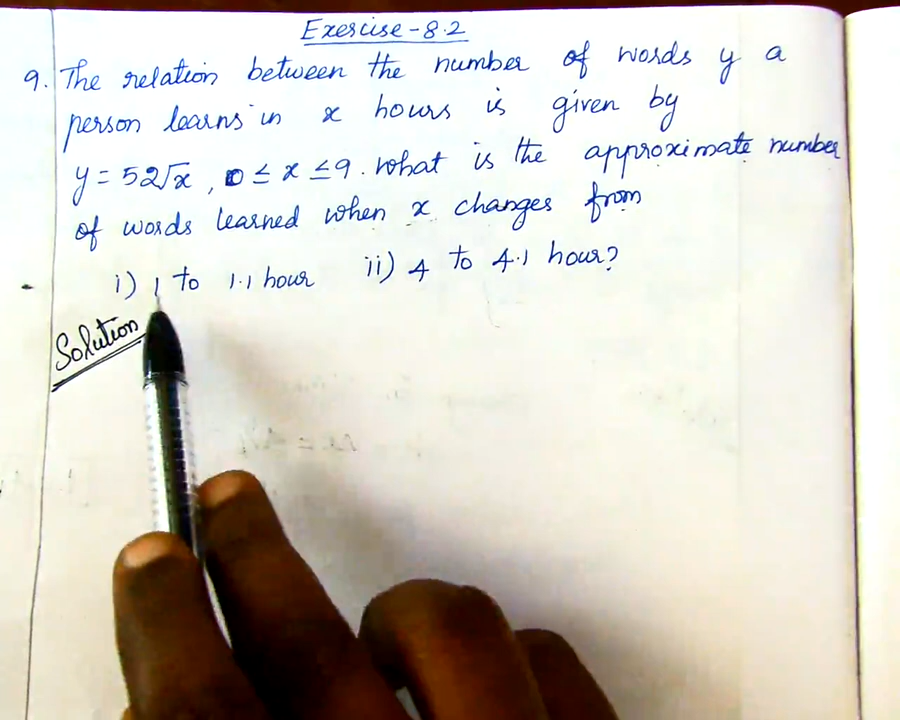 Exercise-8.2
9. The relation between the number of words y a
person learns in x hours is given by
y = 52√x, 0 ≤ x ≤ 9. What is the approximate number
of words learned when x changes from
i) 1 to 1.1 hour ii) 4 to 4.1 hour?
Solution